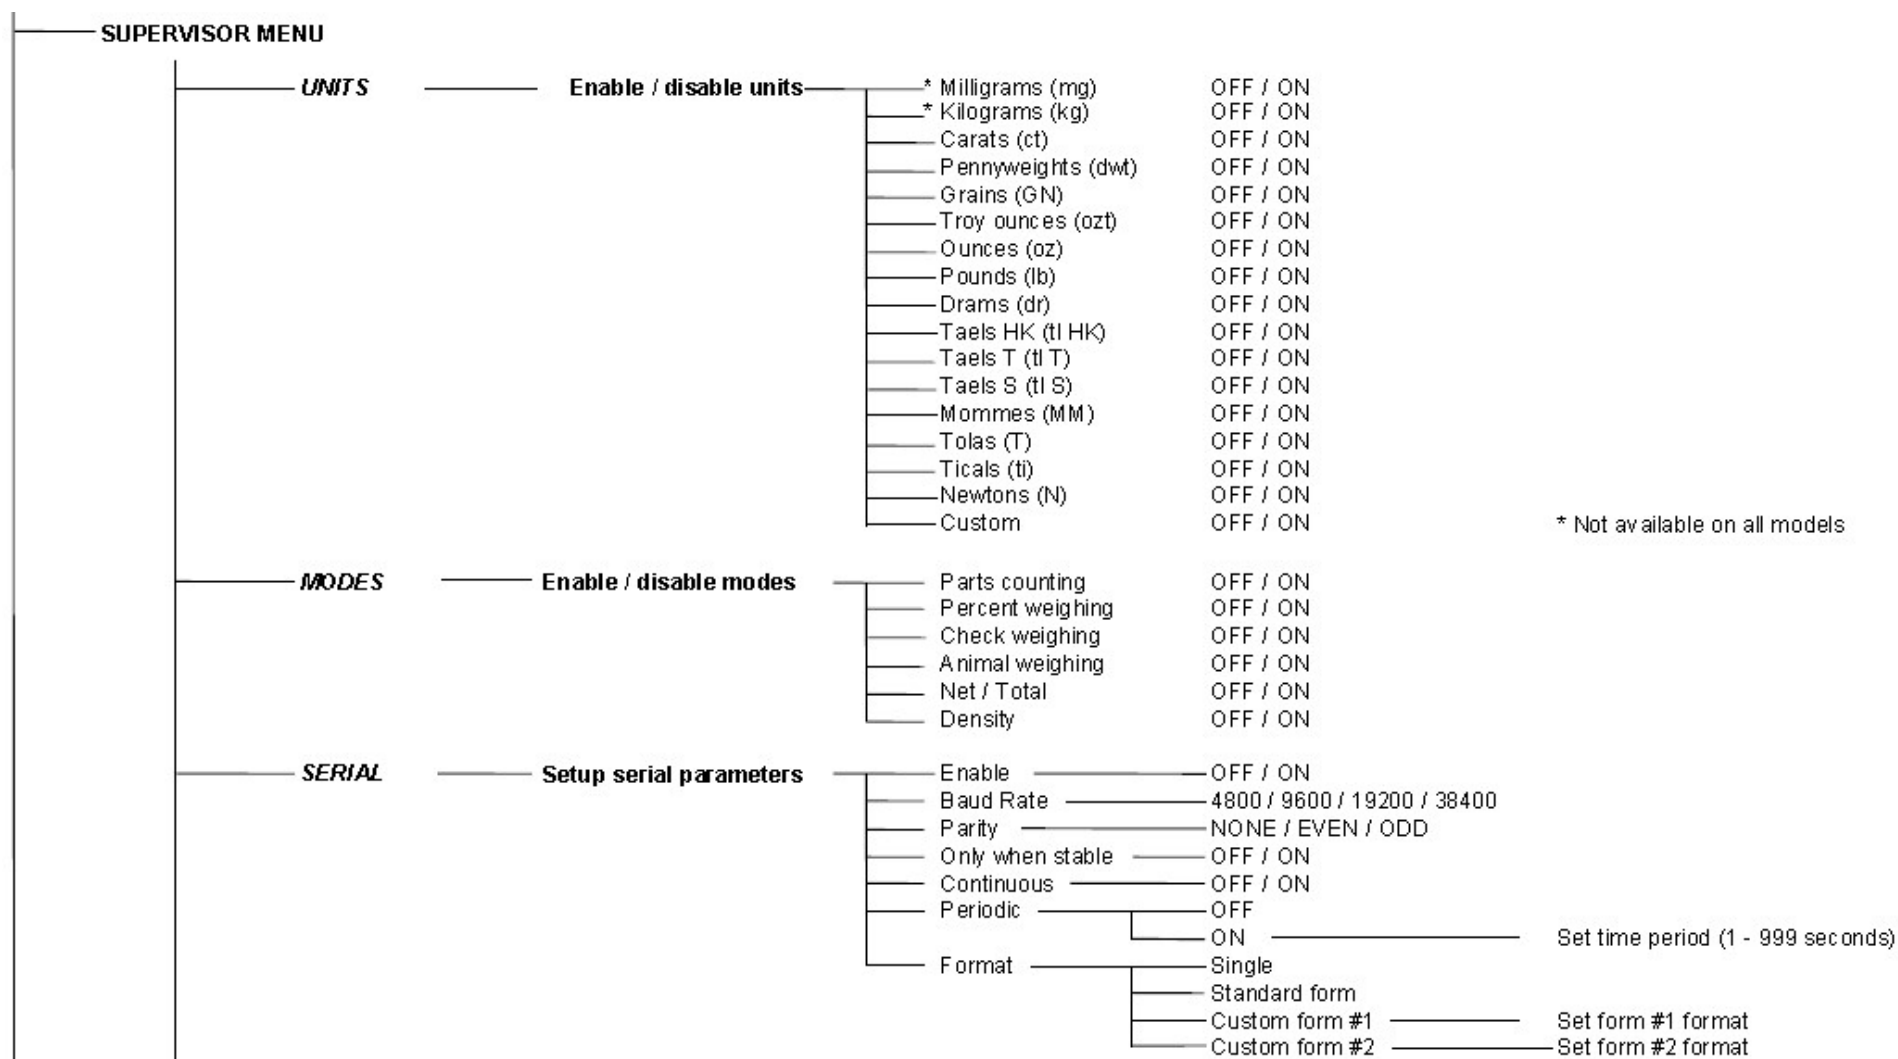 SUPERVISOR MENU
UNITS Enable / disable units * Milligrams (mg) OFF / ON
* Kilograms (kg) OFF / ON
Carats (ct) OFF / ON
Pennyweights (dwt) OFF / ON
Grains (GN) OFF / ON
Troy ounces (ozt) OFF / ON
Ounces (oz) OFF / ON
Pounds (lb) OFF / ON
Drams (dr) OFF / ON
Taels HK (tl HK) OFF / ON
Taels T (tl T) OFF / ON
Taels S (tl S) OFF / ON
Mommes (MM) OFF / ON
Tolas (T) OFF / ON
Ticals (ti) OFF / ON
Newtons (N) OFF / ON
Custom OFF / ON * Not available on all models
MODES Enable / disable modes Parts counting OFF / ON
Percent weighing OFF / ON
Check weighing OFF / ON
Animal weighing OFF / ON
Net / Total OFF / ON
Density OFF / ON
SERIAL Setup serial parameters Enable OFF / ON
Baud Rate 4800 / 9600 / 19200 / 38400
Parity NONE / EVEN / ODD
Only when stable OFF / ON
Continuous OFF / ON
Periodic OFF
ON Set time period (1 - 999 seconds)
Format Single
Standard form
Custom form #1 Set form #1 format
Custom form #2 Set form #2 format